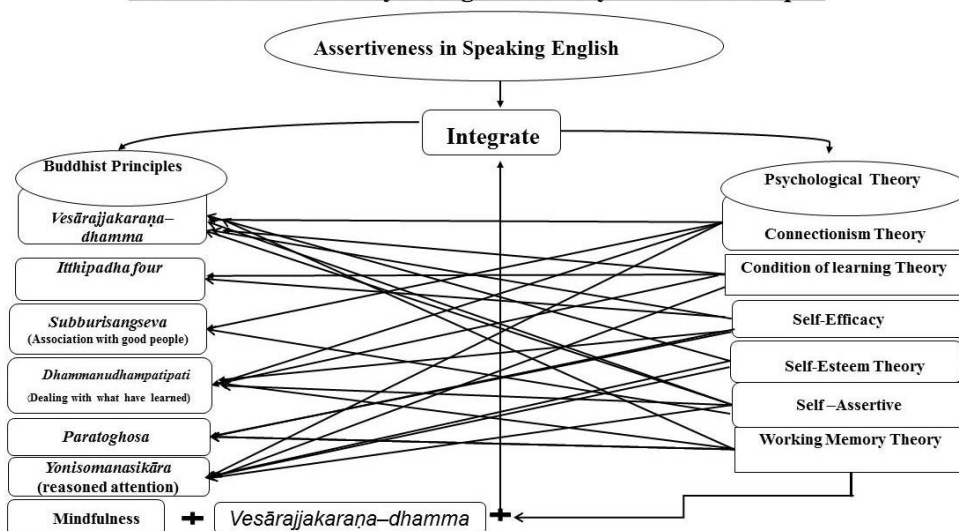 Assertiveness in Speaking English
Integrate
Buddhist Principles
Psychological Theory
Vesārajjakaraṇa–
dhamma
Connectionism Theory
Itthipadha four
Condition of learning Theory
Subburisangseva
(Association with good people)
Self-Efficacy
Dhammanudhampatipati
(Dealing with what have learned)
Self-Esteem Theory
Self –Assertive
Paratoghosa
Working Memory Theory
Yonisomanasikāra
(reasoned attention)
Mindfulness + Vesārajjakaraṇa–dhamma +